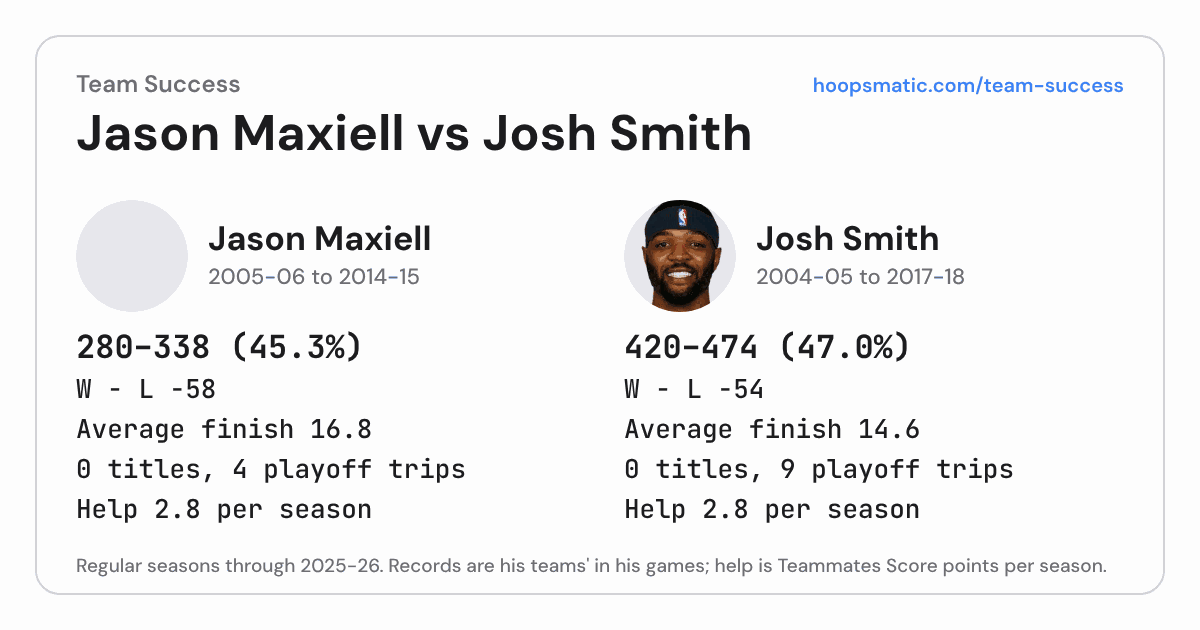 Team Success
hoopsmatic.com/team-success
Jason Maxiell vs Josh Smith
Jason Maxiell
2005-06 to 2014-15
280-338 (45.3%)
W - L -58
Average finish 16.8
0 titles, 4 playoff trips
Help 2.8 per season
Josh Smith
2004-05 to 2017-18
420-474 (47.0%)
W - L -54
Average finish 14.6
0 titles, 9 playoff trips
Help 2.8 per season
Regular seasons through 2025-26. Records are his teams' in his games; help is Teammates Score points per season.